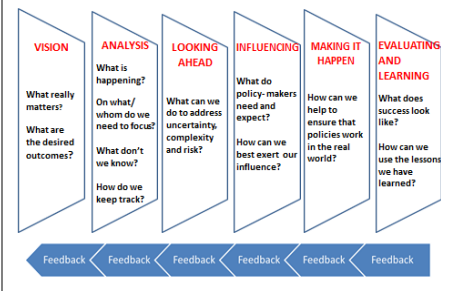 VISION
What really
matters?
What are
the desired
outcomes?
ANALYSIS
What is
happening?
On what/
whom do we
need to focus?
What don't
we know?
How do we
keep track?
LOOKING
AHEAD
What can we
do to address
uncertainty,
complexity
and risk?
INFLUENCING
What do
policy- makers
need and
expect?
How can we
best exert our
influence?
MAKING IT
HAPPEN
How can we
help to
ensure that
policies work
in the real
world?
EVALUATING
AND
LEARNING
What does
success look
like?
How can we
use the lessons
we have
learned?
Feedback
Feedback
Feedback
Feedback
Feedback
Feedback